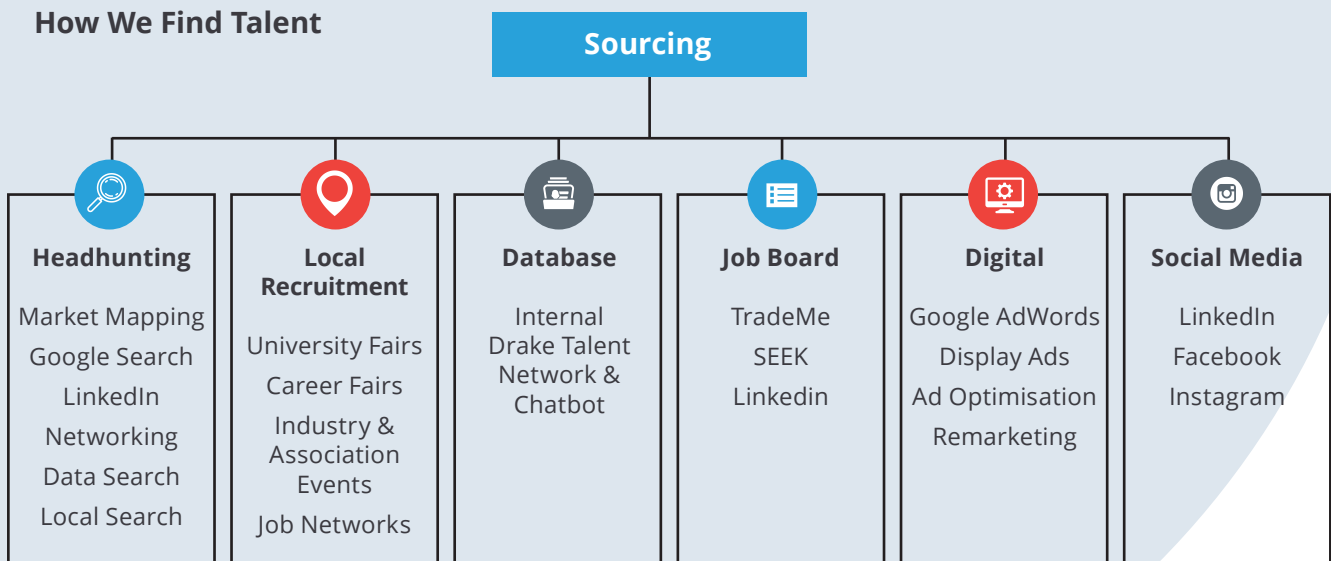 How We Find Talent
Sourcing
Headhunting
Market Mapping
Google Search
LinkedIn
Networking
Data Search
Local Search
Local
Recruitment
University Fairs
Career Fairs
Industry &
Association
Events
Job Networks
Database
Internal
Drake Talent
Network &
Chatbot
Job Board
TradeMe
SEEK
Linkedin
Digital
Google AdWords
Display Ads
Ad Optimisation
Remarketing
Social Media
LinkedIn
Facebook
Instagram